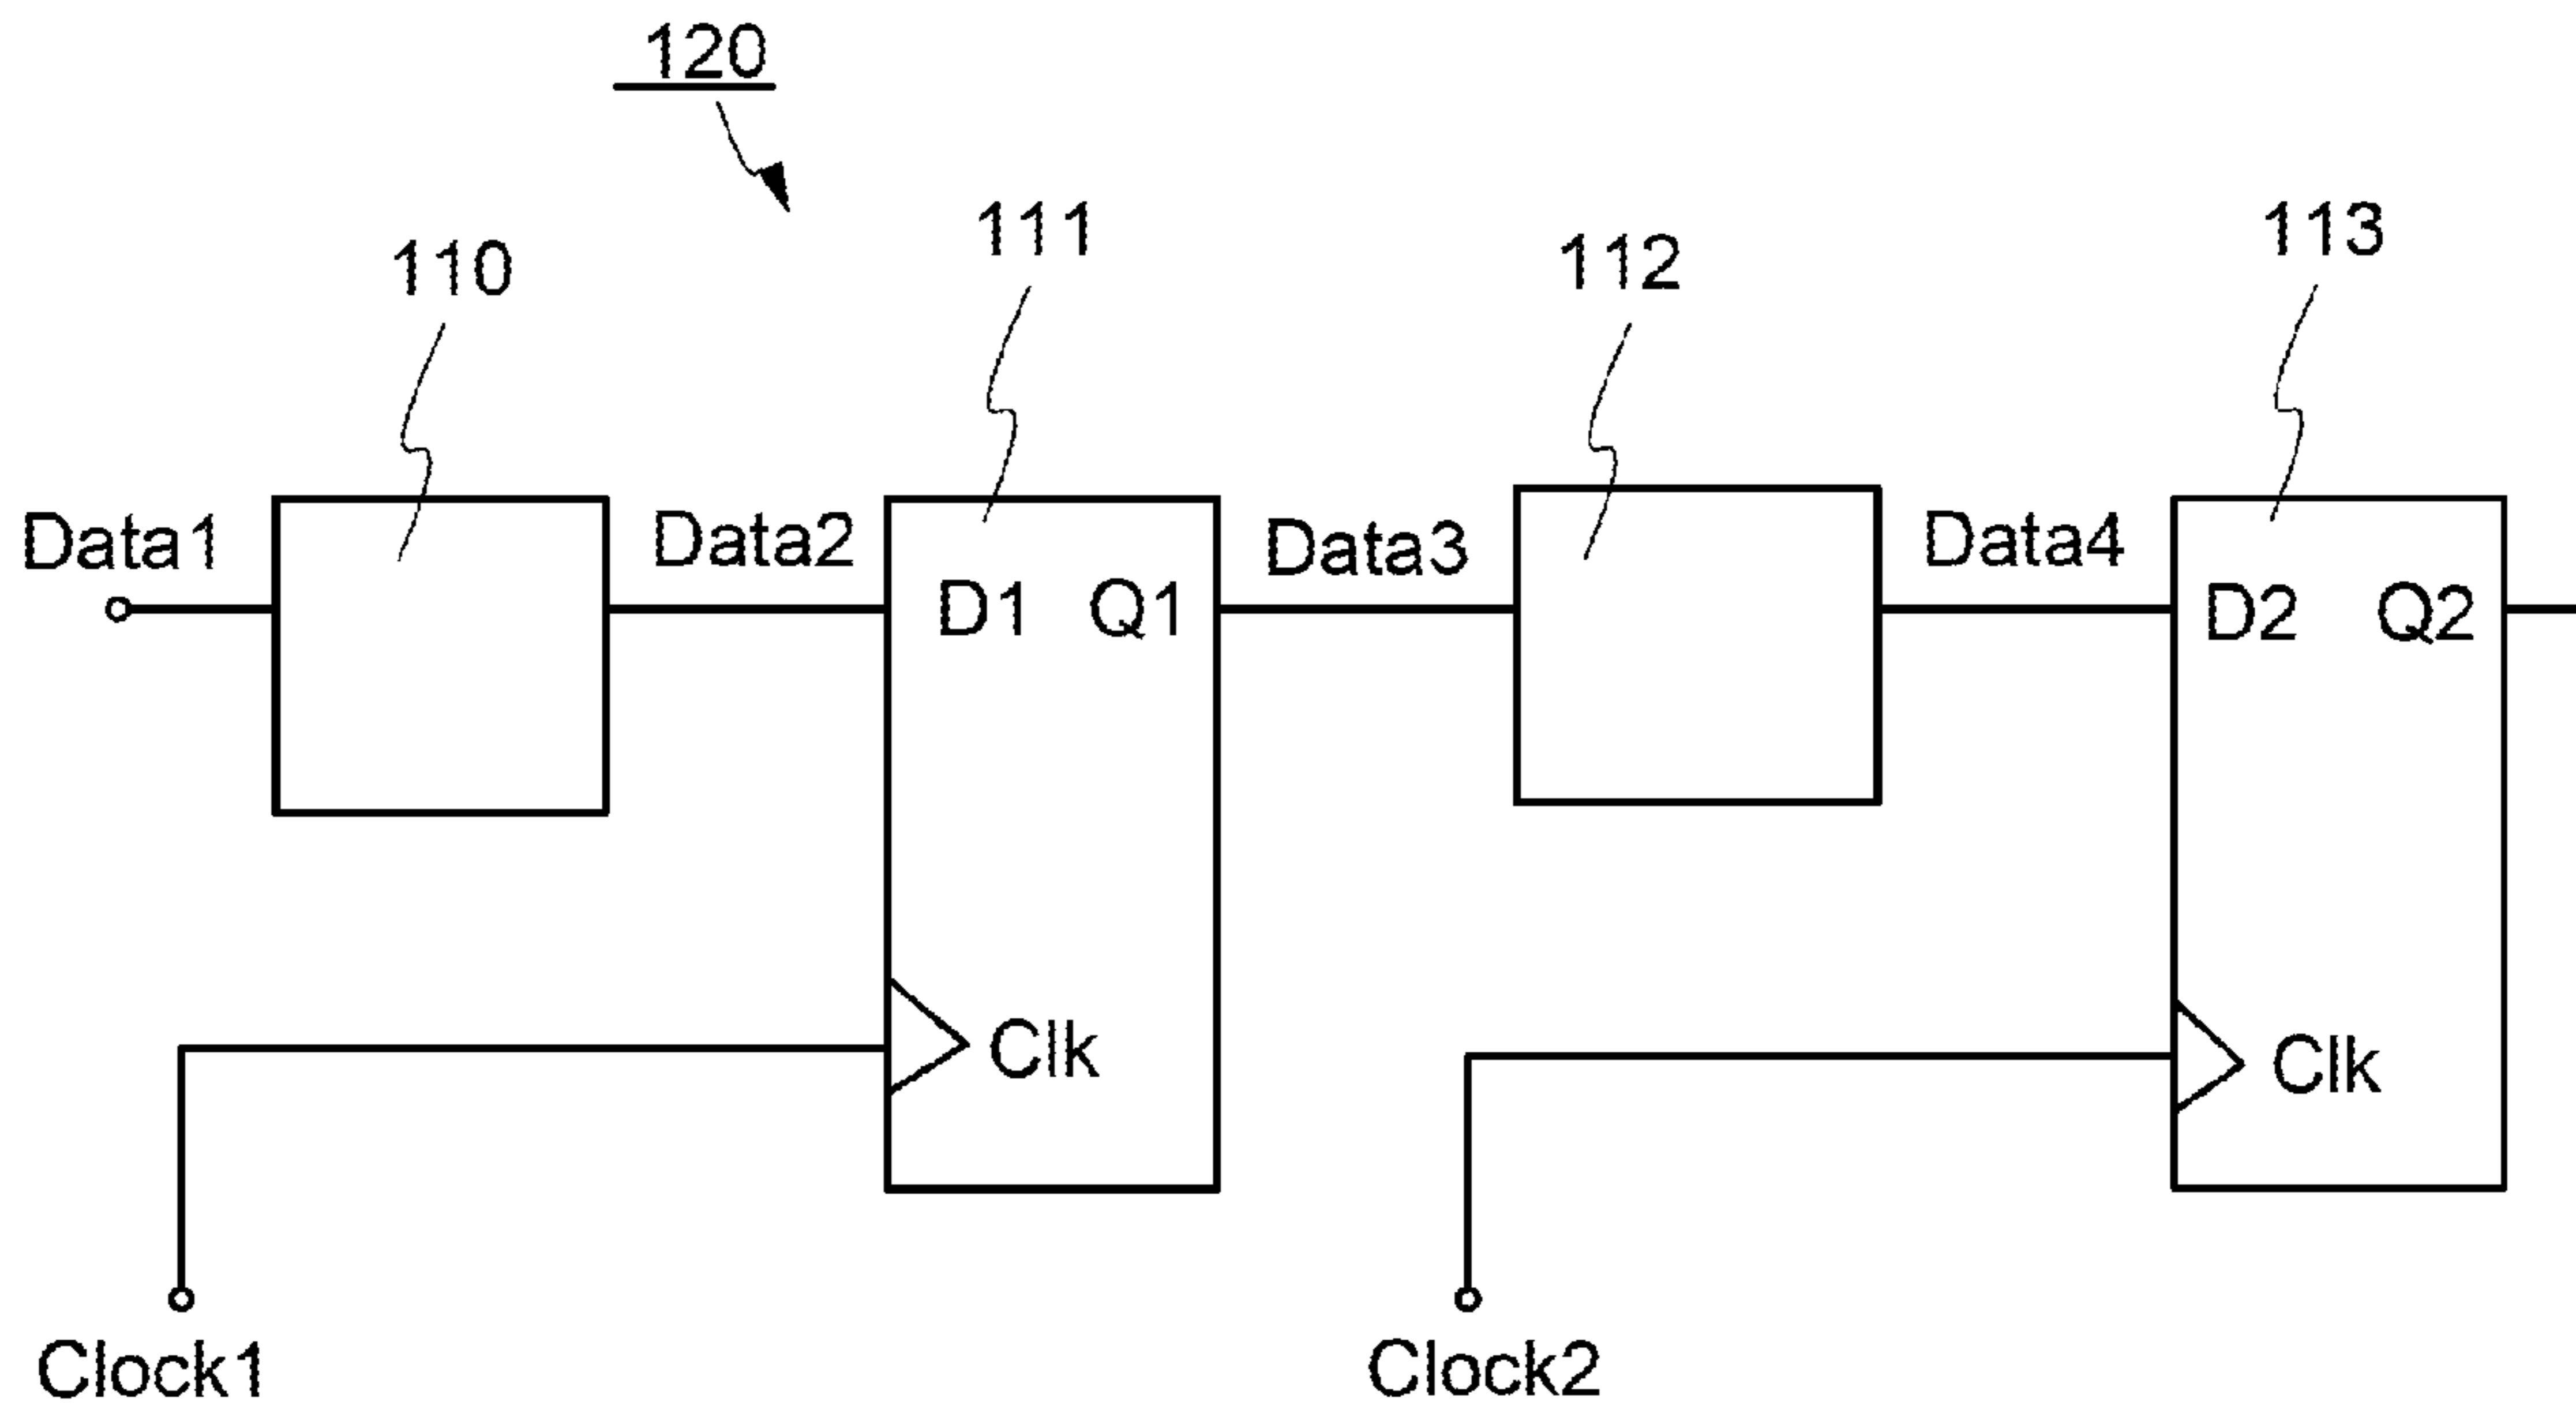 120
110
111
112
113
Data1
Data2
Data3
Data4
D1 Q1
D2 Q2
Clk
Clk
Clock1
Clock2